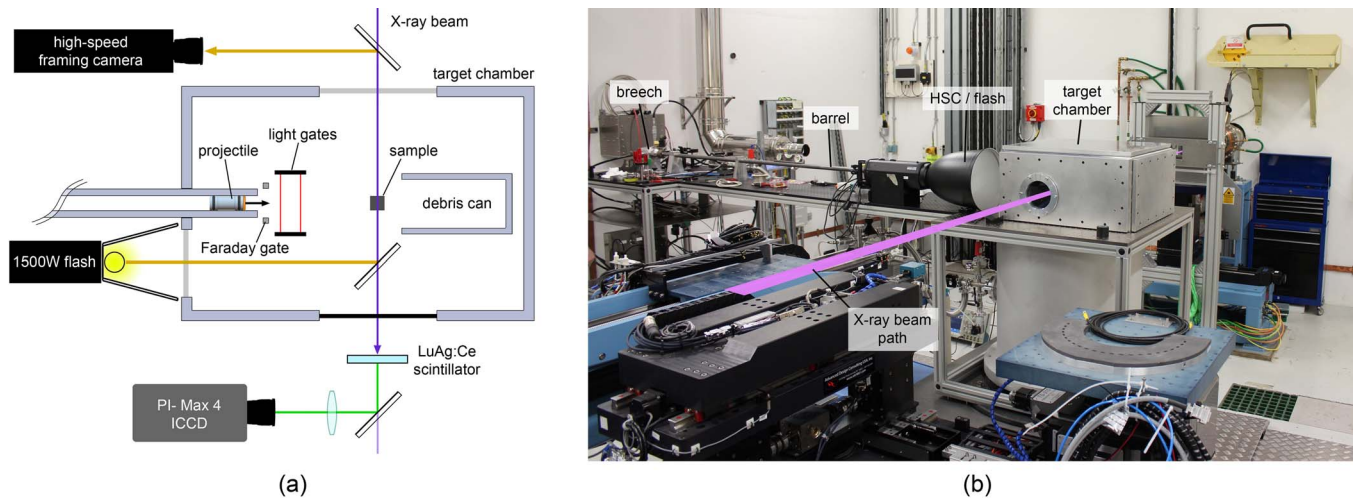 X-ray beam
high-speed
framing camera
target chamber
light gates
projectile
sample
debris can
Faraday gate
1500W flash
LuAg:Ce
scintillator
PI- Max 4
ICCD
(a)
HSC / flash
target
chamber
breech
barrel
X-ray beam
path
(b)